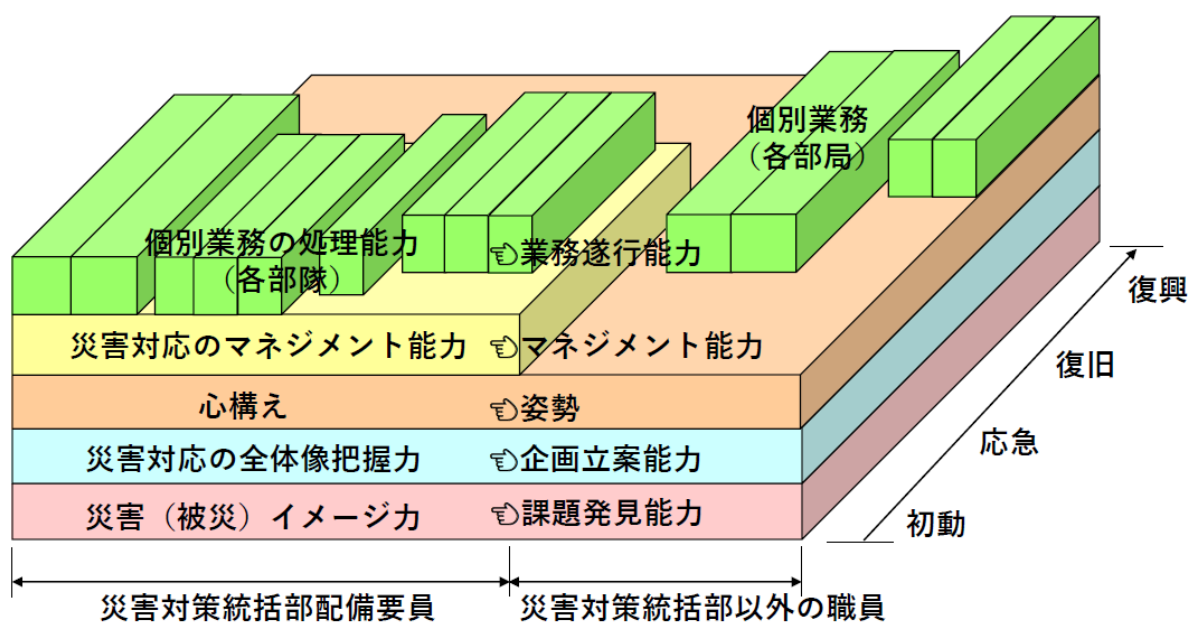 個別業務
（各部局）
個別業務の処理能力
（各部隊）
☜業務遂行能力
災害対応のマネジメント能力
☜マネジメント能力
心構え
☜姿勢
災害対応の全体像把握力
☜企画立案能力
災害（被災）イメージ力
☜課題発見能力
復興
復旧
応急
初動
災害対策統括部配備要員
災害対策統括部以外の職員